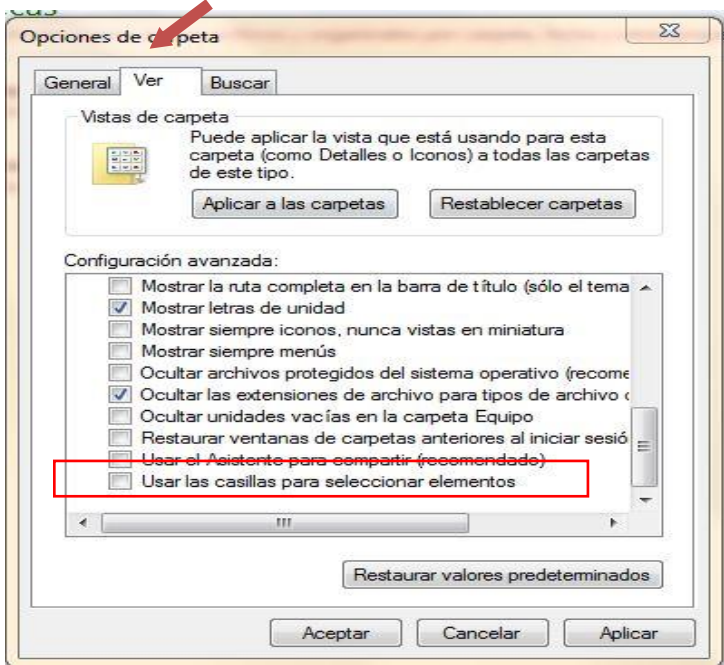 Opciones de carpeta
General Ver Buscar
Vistas de carpeta
Puede aplicar la vista que está usando para esta
carpeta (como Detalles o Iconos) a todas las carpetas
de este tipo.
Aplicar a las carpetas Restablecer carpetas
Configuración avanzada:
Mostrar la ruta completa en la barra de título (sólo el tema
Mostrar letras de unidad
Mostrar siempre iconos, nunca vistas en miniatura
Mostrar siempre menús
Ocultar archivos protegidos del sistema operativo (recome
Ocultar las extensiones de archivo para tipos de archivo c
Ocultar unidades vacías en la carpeta Equipo
Restaurar ventanas de carpetas anteriores al iniciar sesió
Usar el Asistente para compartir (recomendado)
Usar las casillas para seleccionar elementos
Restaurar valores predeterminados
Aceptar Cancelar Aplicar